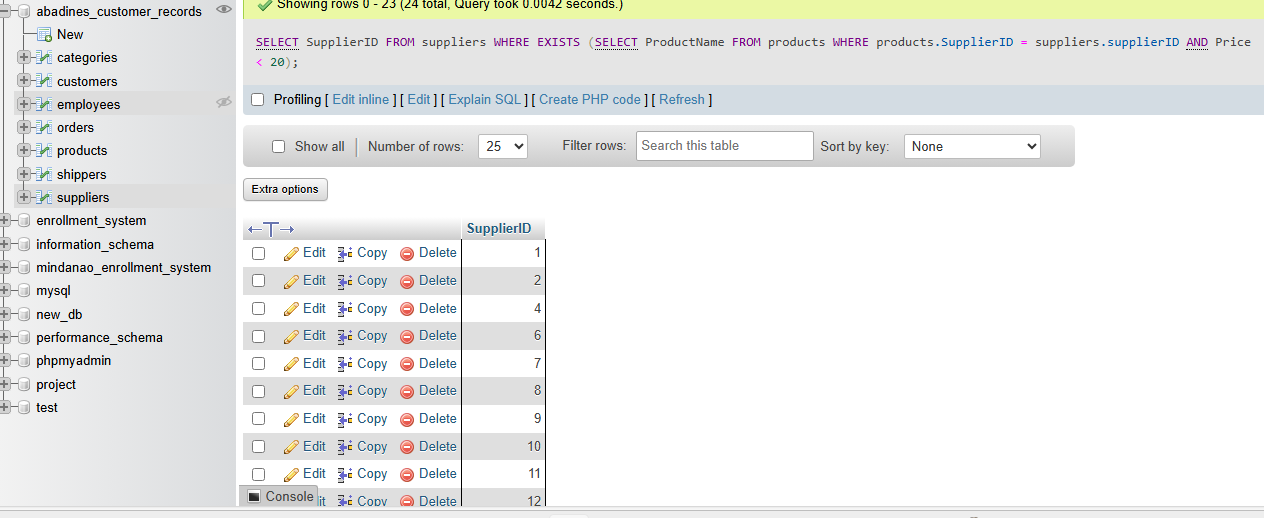 abadines_customer_records
New
categories
customers
employees
orders
products
shippers
suppliers
enrollment_system
information_schema
mindanao_enrollment_system
mysql
new_db
performance_schema
phpmyadmin
project
test
Showing rows 0 - 23 (24 total, Query took 0.0042 seconds.)
SELECT SupplierID FROM suppliers WHERE EXISTS (SELECT ProductName FROM products WHERE products.SupplierID = suppliers.supplierID AND Price
< 20);
Profiling [ Edit inline ] [ Edit ] [ Explain SQL ] [ Create PHP code ] [ Refresh ]
Show all Number of rows: 25 Filter rows: Search this table Sort by key: None
Extra options
←T→ SupplierID
Edit Copy Delete 1
Edit Copy Delete 2
Edit Copy Delete 4
Edit Copy Delete 6
Edit Copy Delete 7
Edit Copy Delete 8
Edit Copy Delete 9
Edit Copy Delete 10
Edit Copy Delete 11
Console
Copy Delete 12